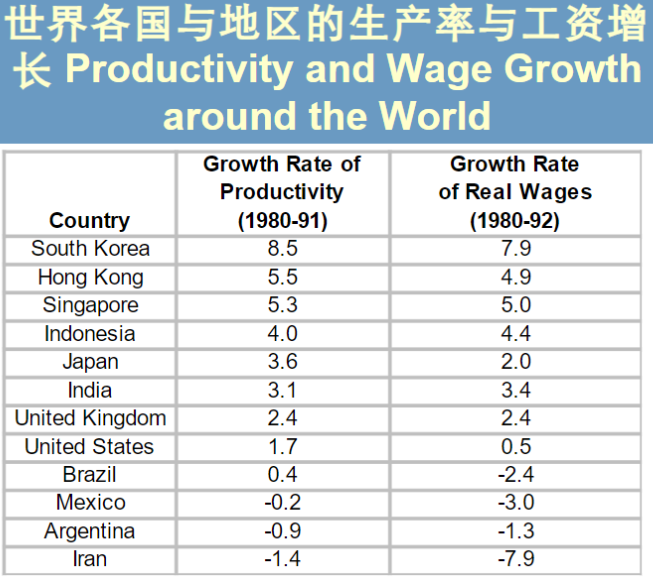 世界各国与地区的生产率与工资增
长 Productivity and Wage Growth
around the World
Country Growth Rate of Productivity (1980-91) Growth Rate of Real Wages (1980-92)
South Korea 8.5 7.9
Hong Kong 5.5 4.9
Singapore 5.3 5.0
Indonesia 4.0 4.4
Japan 3.6 2.0
India 3.1 3.4
United Kingdom 2.4 2.4
United States 1.7 0.5
Brazil 0.4 -2.4
Mexico -0.2 -3.0
Argentina -0.9 -1.3
Iran -1.4 -7.9